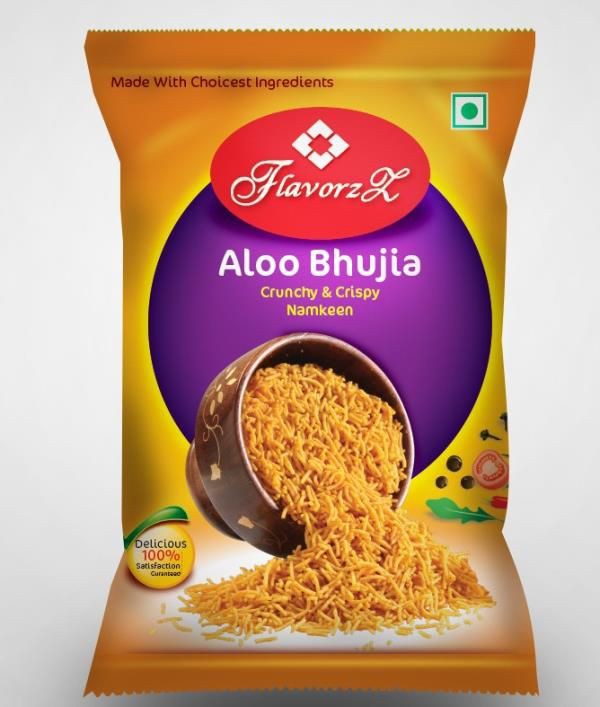 Made With Choicest Ingredients
FlavorzZ
Aloo Bhujia
Crunchy & Crispy
Namkeen
Delicious
100%
Satisfaction
Guranteed